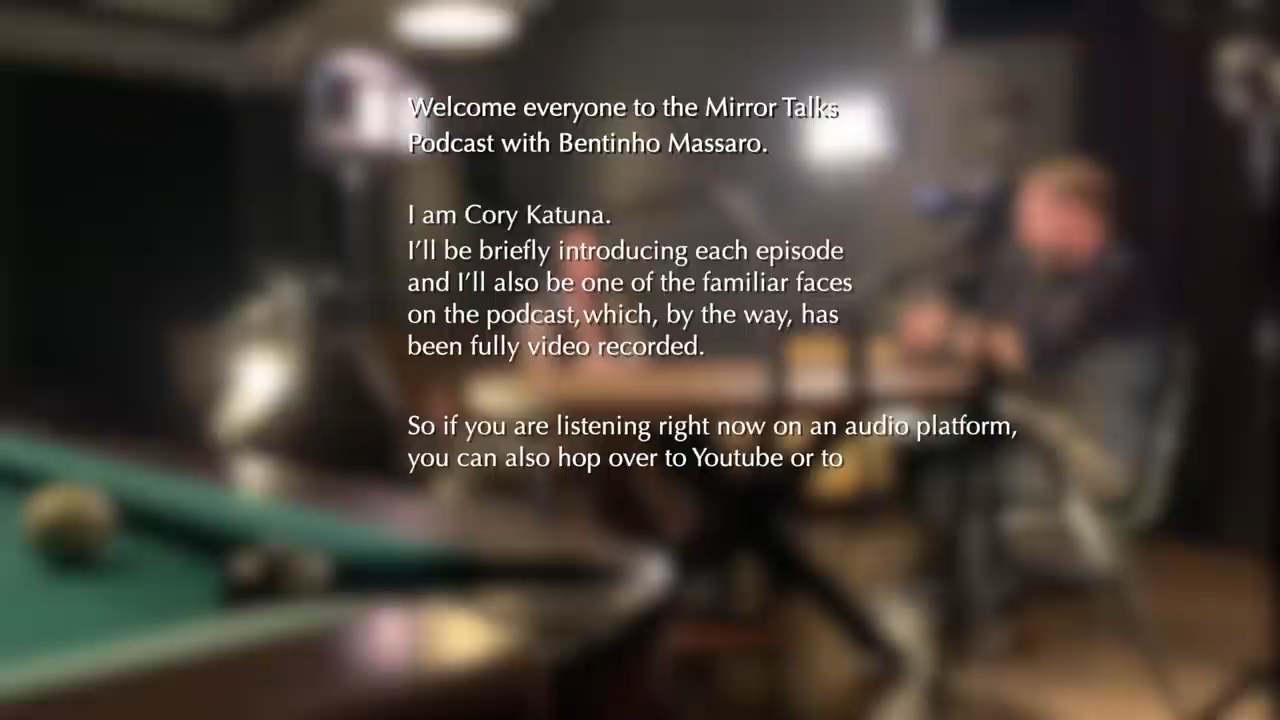 Welcome everyone to the Mirror Talks
Podcast with Bentinho Massaro.
I am Cory Katuna.
I'll be briefly introducing each episode
and I'll also be one of the familiar faces
on the podcast,which, by the way, has
been fully video recorded.
So if you are listening right now on an audio platform,
you can also hop over to Youtube or to